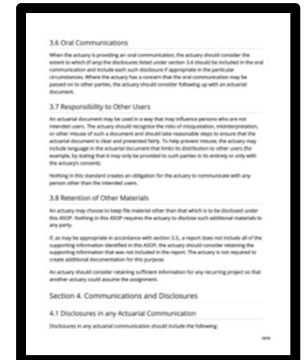 3.6 Oral Communications
When the actuary is providing an oral communication, the actuary should consider the
extent to which (if any) the disclosures listed under section 3.4 should be included in the oral
communication and include each such disclosure if appropriate in the particular
circumstances. Where the actuary has a concern that the oral communication may be
passed on to other parties, the actuary should consider following up with an actuarial
document.
3.7 Responsibility to Other Users
An actuarial document may be used in a way that may influence persons who are not
intended users. The actuary should recognize the risks of misquotation, misinterpretation,
or other misuse of such a document and should take reasonable steps to ensure that the
actuarial document is clear and presented fairly. To help prevent misuse, the actuary may
include language in the actuarial document that limits its distribution to other users (for
example, by stating that it may only be provided to such parties in its entirety or only with
the actuary's consent).
Nothing in this standard creates an obligation for the actuary to communicate with any
person other than the intended users.
3.8 Retention of Other Materials
An actuary may choose to keep file material other than that which is to be disclosed under
this ASOP. Nothing in this ASOP requires the actuary to disclose such additional materials to
any party.
If, as may be appropriate in accordance with section 3.5., a report does not include all of the
supporting information identified in this ASOP, the actuary should consider retaining the
supporting information that was not included in the report. The actuary is not required to
create additional documentation for this purpose.
An actuary should consider retaining sufficient information for any recurring project so that
another actuary could assume the assignment.
Section 4. Communications and Disclosures
4.1 Disclosures in any Actuarial Communication
Disclosures in any actuarial communication should include the following: